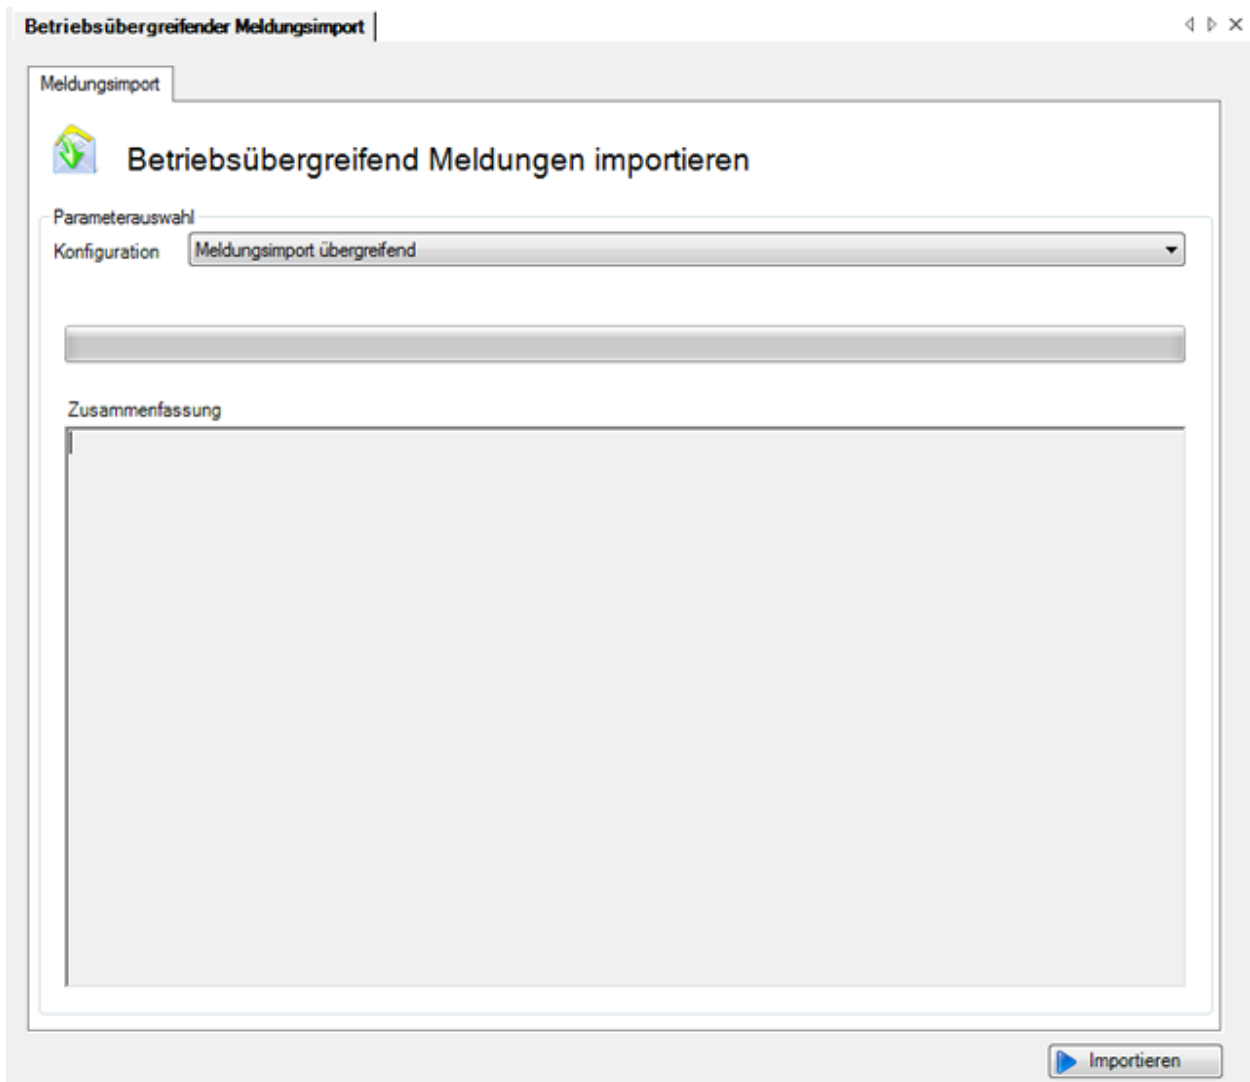 Betriebsübergreifender Meldungsimport
Meldungsimport
Betriebsübergreifend Meldungen importieren
Parameterauswahl
Konfiguration Meldungsimport übergreifend
Zusammenfassung
Importieren